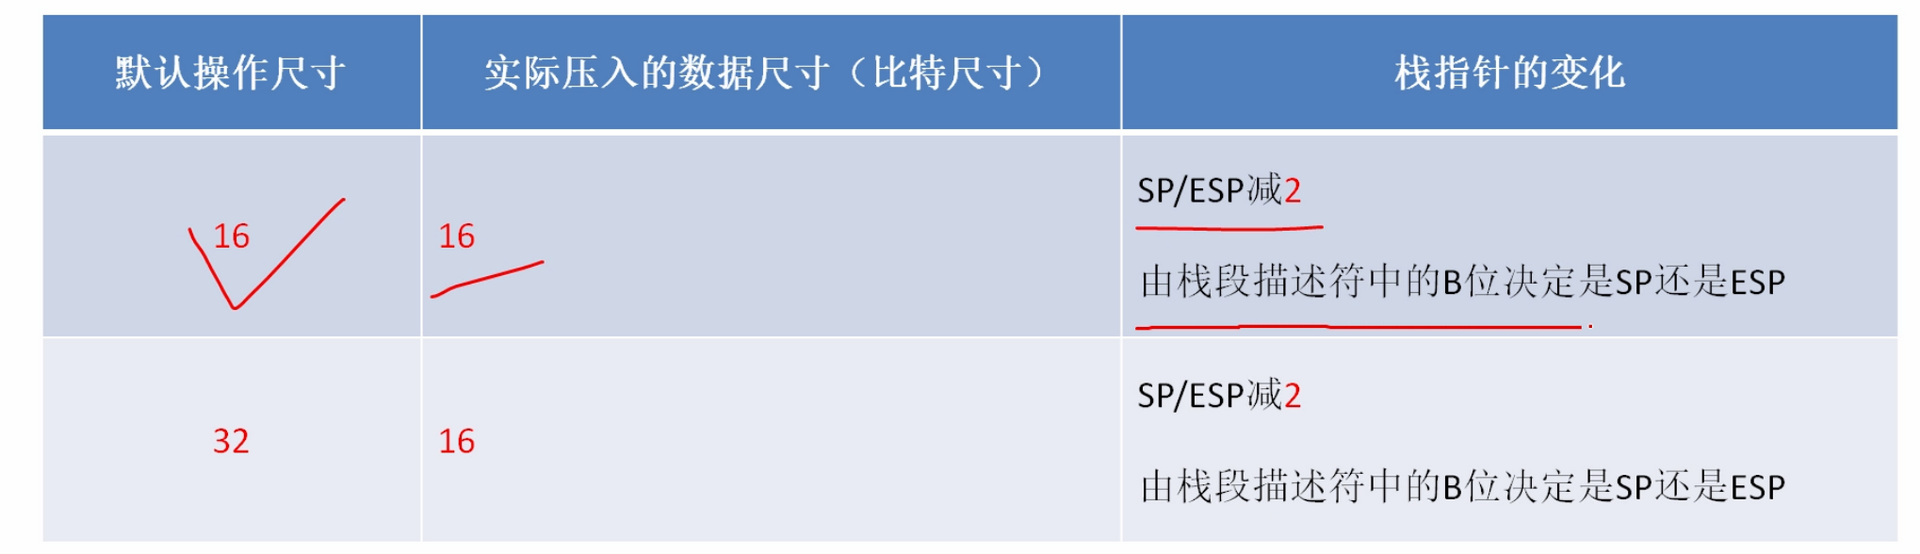 默认操作尺寸
实际压入的数据尺寸（比特尺寸）
栈指针的变化
16
16
SP/ESP减2
由栈段描述符中的B位决定是SP还是ESP
32
16
SP/ESP减2
由栈段描述符中的B位决定是SP还是ESP